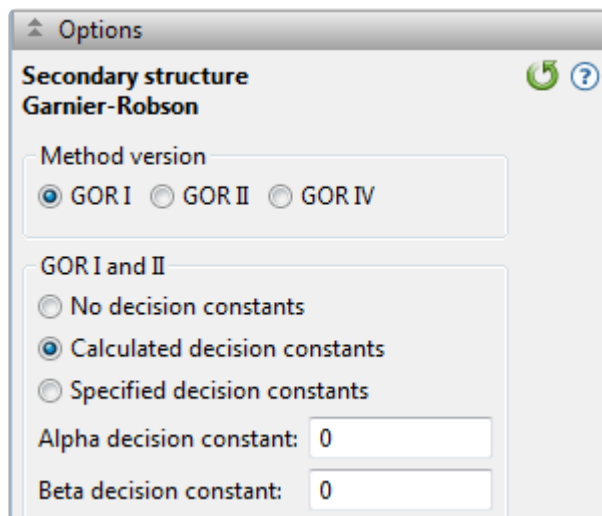 Options
Secondary structure
Garnier-Robson
Method version
GOR I GOR II GOR IV
GOR I and II
No decision constants
Calculated decision constants
Specified decision constants
Alpha decision constant: 0
Beta decision constant: 0